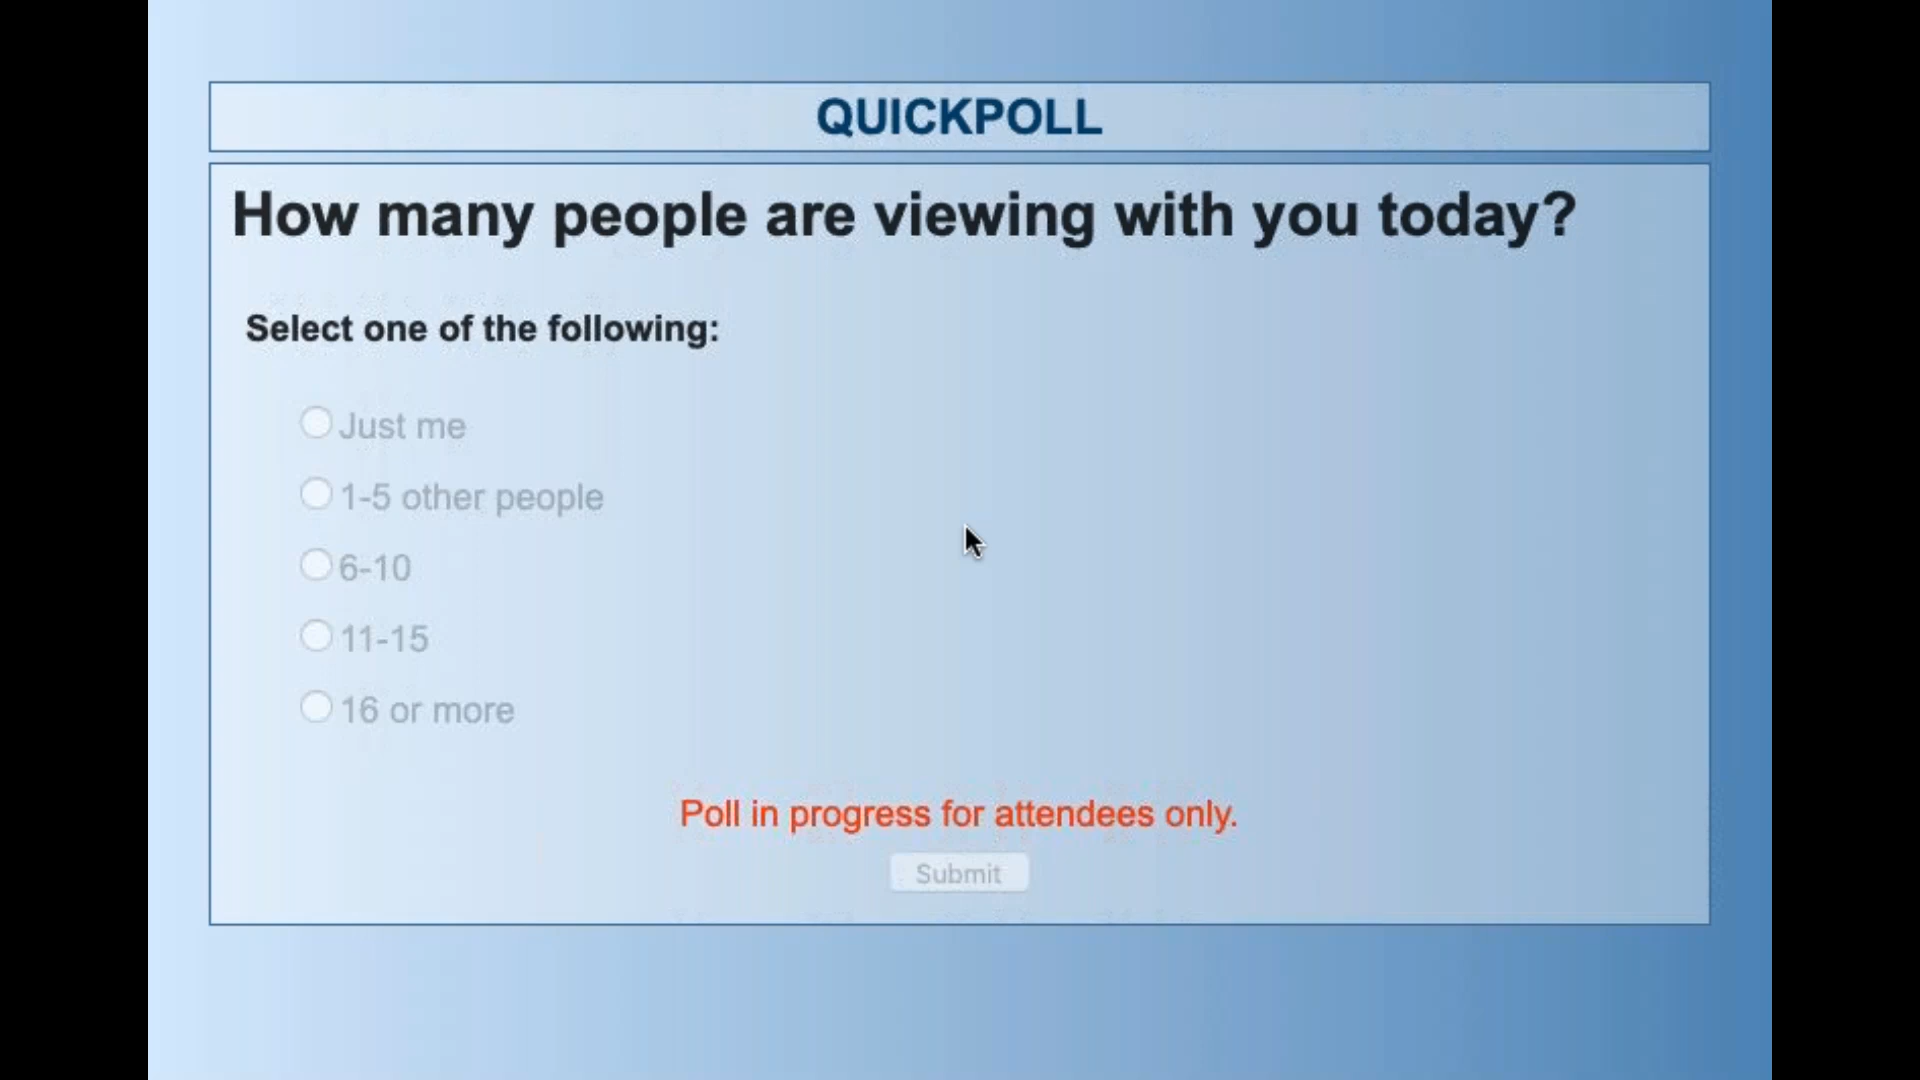 QUICKPOLL
How many people are viewing with you today?
Select one of the following:
Just me
1-5 other people
6-10
11-15
16 or more
Poll in progress for attendees only.
Submit